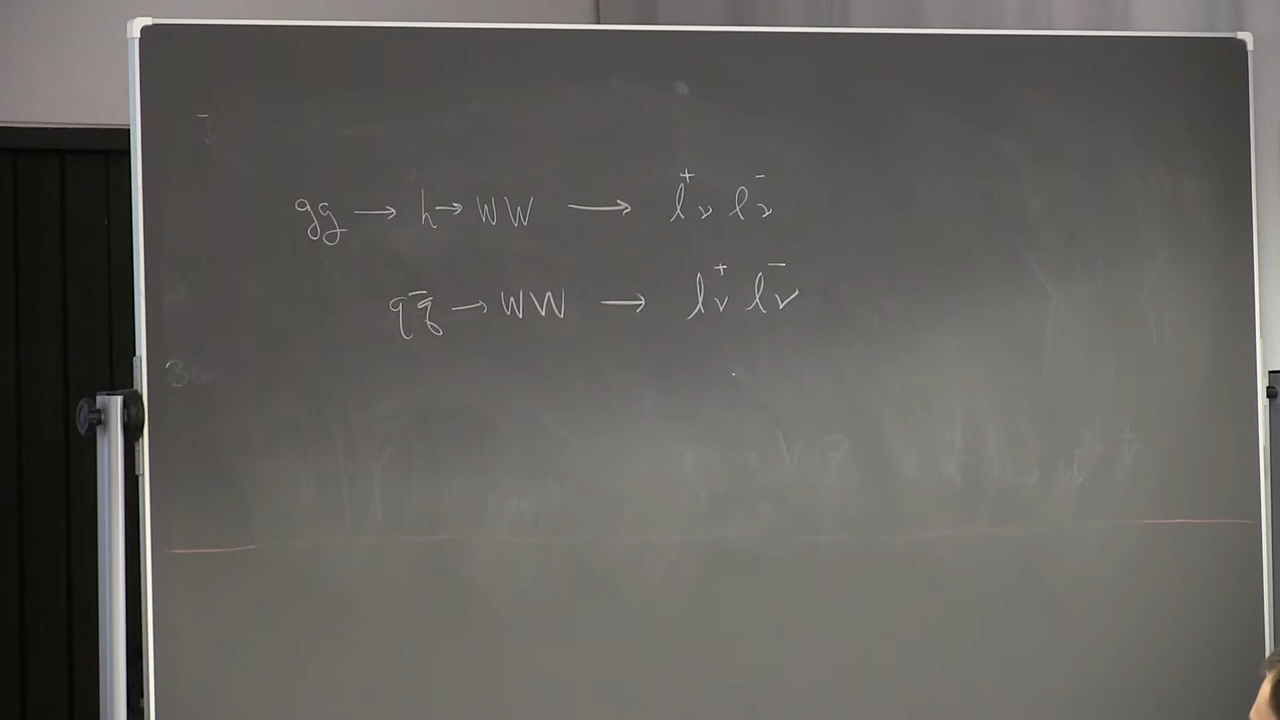 gg → h → WW → l⁺ν l⁻ν
qq̄ → WW → l⁺ν l⁻ν